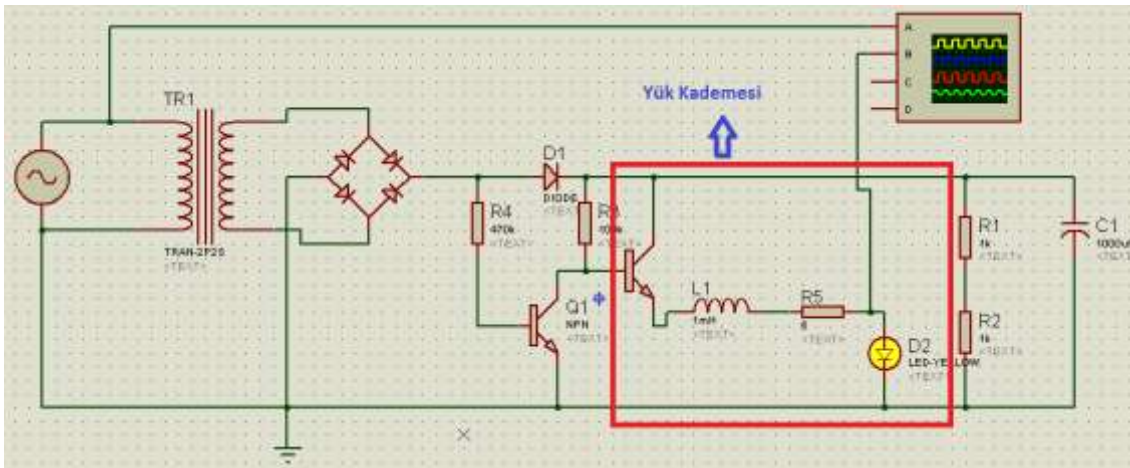 A
B
C
D
Yük Kademesi
TR1
TRAN-2P2S
<TEXT>
D1
DIODE
<TEXT>
R4
470k
<TEXT>
<TEXT>
Q1
NPN
<TEXT>
L1
1mH
<TEXT>
R5
<TEXT>
D2
LED-YELLOW
<TEXT>
R1
1k
<TEXT>
R2
1k
<TEXT>
C1
1000u
<TEXT>